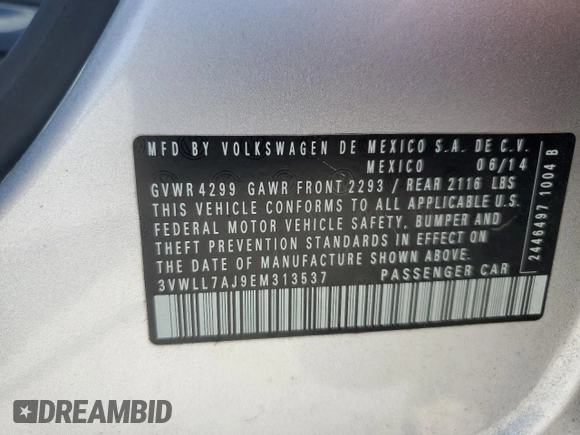 MFD BY VOLKSWAGEN DE MEXICO S.A. DE C.V.
MEXICO 06/14
GVWR 4299 GAWR FRONT 2293 / REAR 2116 LBS
THIS VEHICLE CONFORMS TO ALL APPLICABLE U.S.
FEDERAL MOTOR VEHICLE SAFETY, BUMPER AND
THEFT PREVENTION STANDARDS IN EFFECT ON
THE DATE OF MANUFACTURE SHOWN ABOVE.
3VWLL7AJ9EM313537 PASSENGER CAR
24464971004 B
DREAMBID